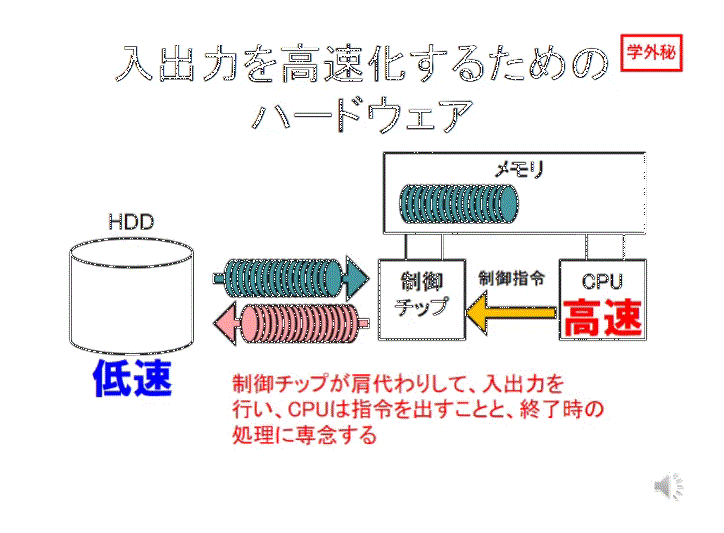 入出力を高速化するための
ハードウェア
学外秘
メモリ
HDD
制御
チップ
制御指令
CPU
高速
低速
制御チップが肩代わりして、入出力を
行い、CPUは指令を出すことと、終了時の
処理に専念する